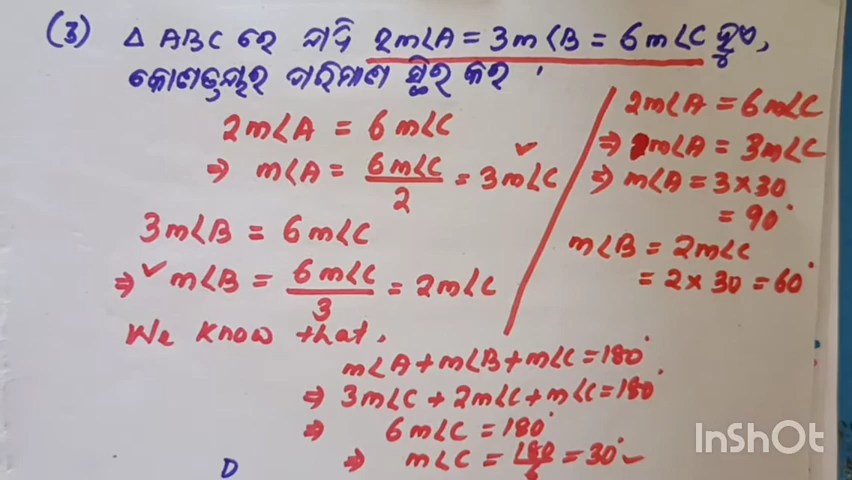 (3) Δ ABC ରେ ଯଦି 2m∠A = 3m∠B = 6m∠C ହୁଏ,
କୋଣତ୍ରୟର ପରିମାଣ ସ୍ଥିର କର .
2m∠A = 6m∠C
⇒ m∠A = 6m∠C/2 = 3m∠C ✓
3m∠B = 6m∠C
⇒ ✓ m∠B = 6m∠C/3 = 2m∠C
We know that,
m∠A + m∠B + m∠C = 180°
⇒ 3m∠C + 2m∠C + m∠C = 180°
⇒ 6m∠C = 180°
⇒ m∠C = 180/6 = 30° ✓
2m∠A = 6m∠C
⇒ m∠A = 3m∠C
⇒ m∠A = 3 × 30
= 90°
m∠B = 2m∠C
= 2 × 30 = 60°
D
InShOt